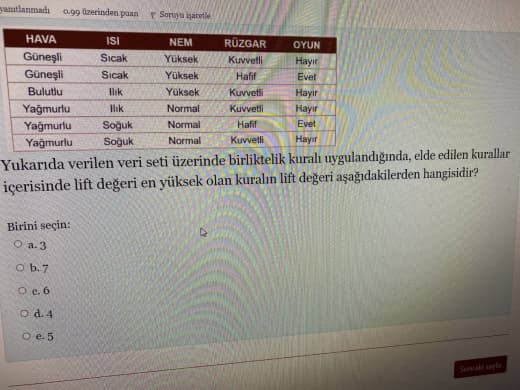 yanıtlanmadı 0.99 üzerinden puan Soruyu işaretle
HAVA ISI NEM RÜZGAR OYUN
Güneşli Sıcak Yüksek Kuvvetli Hayır
Güneşli Sıcak Yüksek Hafif Evet
Bulutlu Ilık Yüksek Kuvvetli Hayır
Yağmurlu Ilık Normal Kuvvetli Hayır
Yağmurlu Soğuk Normal Hafif Evet
Yağmurlu Soğuk Normal Kuvvetli Hayır
Yukarıda verilen veri seti üzerinde birliktelik kuralı uygulandığında, elde edilen kurallar
içerisinde lift değeri en yüksek olan kuralın lift değeri aşağıdakilerden hangisidir?
Birini seçin:
a. 3
b. 7
c. 6
d. 4
e. 5
Sonraki sayfa